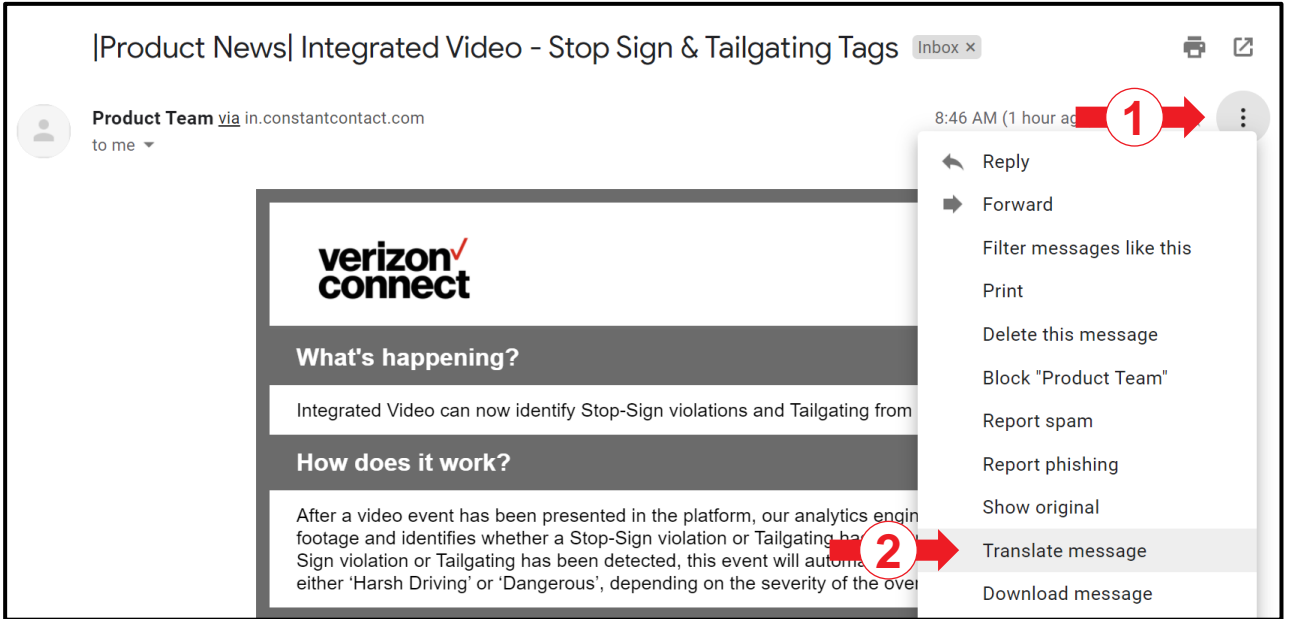 |Product News| Integrated Video - Stop Sign & Tailgating Tags Inbox ×
Product Team via in.constantcontact.com
8:46 AM (1 hour ag
1
to me
Reply
Forward
Filter messages like this
Print
Delete this message
Block "Product Team"
Report spam
Report phishing
Show original
2
Translate message
Download message
verizon✓
connect
What's happening?
Integrated Video can now identify Stop-Sign violations and Tailgating from
How does it work?
After a video event has been presented in the platform, our analytics engin
footage and identifies whether a Stop-Sign violation or Tailgating ha
Sign violation or Tailgating has been detected, this event will autom
either ‘Harsh Driving’ or ‘Dangerous’, depending on the severity of the over